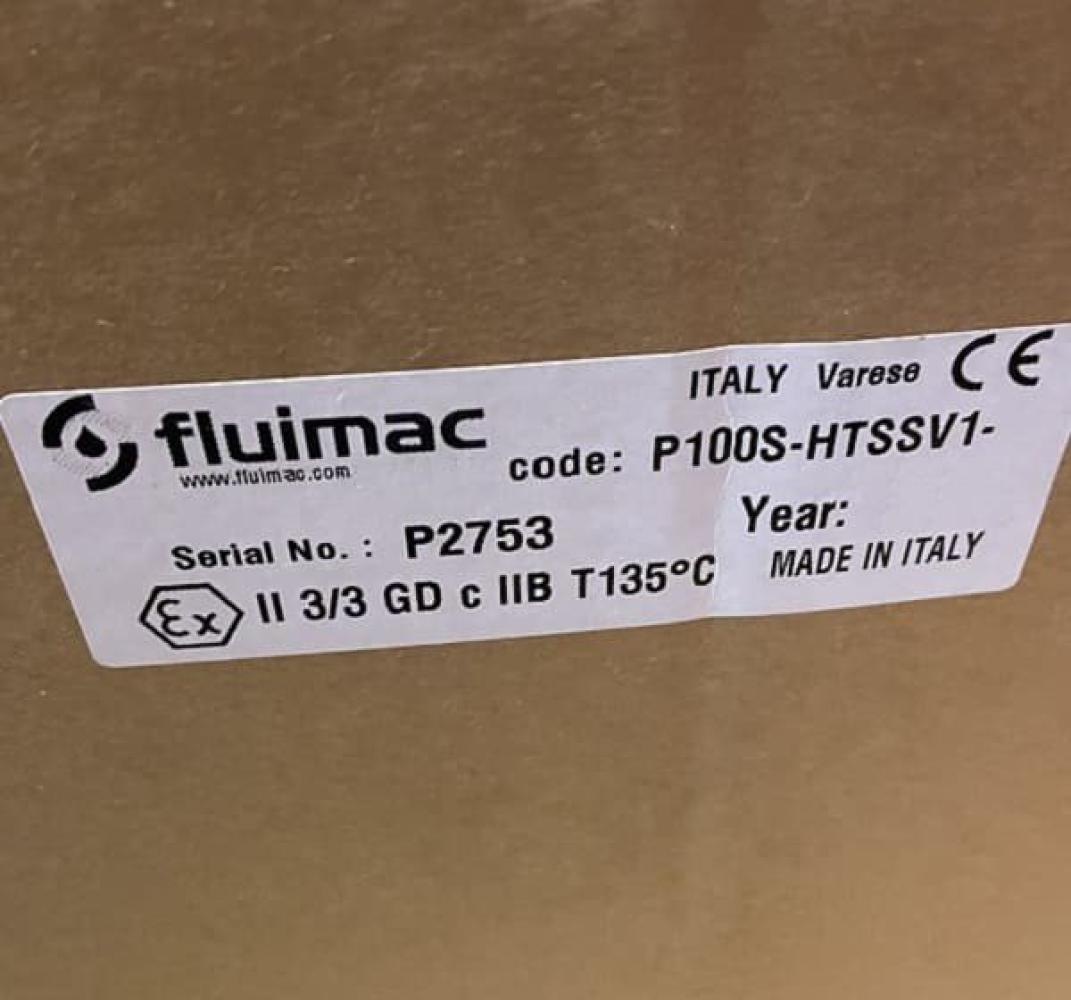 ITALY Varese CE
fluimac
www.fluimac.com
code: P100S-HTSSV1-
Serial No. : P2753
Year:
Ex II 3/3 GD c IIB T135°C
MADE IN ITALY